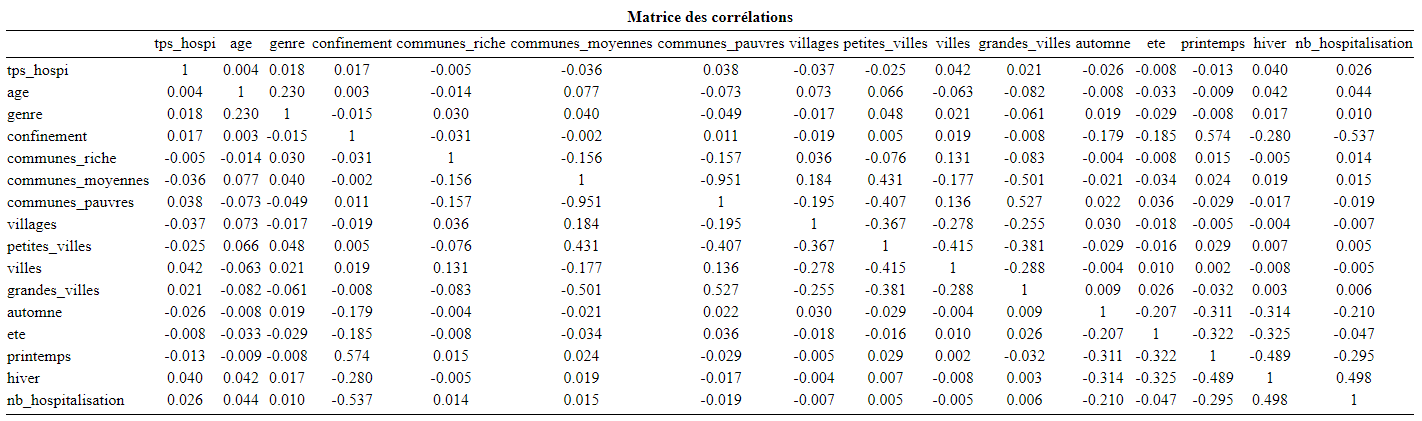 Matrice des corrélations
tps_hospi age genre confinement communes_riche communes_moyennes communes_pauvres villages petites_villes villes grandes_villes automne ete printemps hiver nb_hospitalisation
tps_hospi 1 0.004 0.018 0.017 -0.005 -0.036 0.038 -0.037 -0.025 0.042 0.021 -0.026 -0.008 -0.013 0.040 0.026
age 0.004 1 0.230 0.003 -0.014 0.077 -0.073 0.073 0.066 -0.063 -0.082 -0.008 -0.033 -0.009 0.042 0.044
genre 0.018 0.230 1 -0.015 0.030 0.040 -0.049 -0.017 0.048 0.021 -0.061 0.019 -0.029 -0.008 0.017 0.010
confinement 0.017 0.003 -0.015 1 -0.031 -0.002 0.011 -0.019 0.005 0.019 -0.008 -0.179 -0.185 0.574 -0.280 -0.537
communes_riche -0.005 -0.014 0.030 -0.031 1 -0.156 -0.157 0.036 -0.076 0.131 -0.083 -0.004 -0.008 0.015 -0.005 0.014
communes_moyennes -0.036 0.077 0.040 -0.002 -0.156 1 -0.951 0.184 0.431 -0.177 -0.501 -0.021 -0.034 0.024 0.019 0.015
communes_pauvres 0.038 -0.073 -0.049 0.011 -0.157 -0.951 1 -0.195 -0.407 0.136 0.527 0.022 0.036 -0.029 -0.017 -0.019
villages -0.037 0.073 -0.017 -0.019 0.036 0.184 -0.195 1 -0.367 -0.278 -0.255 0.030 -0.018 -0.005 -0.004 -0.007
petites_villes -0.025 0.066 0.048 0.005 -0.076 0.431 -0.407 -0.367 1 -0.415 -0.381 -0.029 -0.016 0.029 0.007 0.005
villes 0.042 -0.063 0.021 0.019 0.131 -0.177 0.136 -0.278 -0.415 1 -0.288 -0.004 0.010 0.002 -0.008 -0.005
grandes_villes 0.021 -0.082 -0.061 -0.008 -0.083 -0.501 0.527 -0.255 -0.381 -0.288 1 0.009 0.026 -0.032 0.003 0.006
automne -0.026 -0.008 0.019 -0.179 -0.004 -0.021 0.022 0.030 -0.029 -0.004 0.009 1 -0.207 -0.311 -0.314 -0.210
ete -0.008 -0.033 -0.029 -0.185 -0.008 -0.034 0.036 -0.018 -0.016 0.010 0.026 -0.207 1 -0.322 -0.325 -0.047
printemps -0.013 -0.009 -0.008 0.574 0.015 0.024 -0.029 -0.005 0.029 0.002 -0.032 -0.311 -0.322 1 -0.489 -0.295
hiver 0.040 0.042 0.017 -0.280 -0.005 0.019 -0.017 -0.004 0.007 -0.008 0.003 -0.314 -0.325 -0.489 1 0.498
nb_hospitalisation 0.026 0.044 0.010 -0.537 0.014 0.015 -0.019 -0.007 0.005 -0.005 0.006 -0.210 -0.047 -0.295 0.498 1